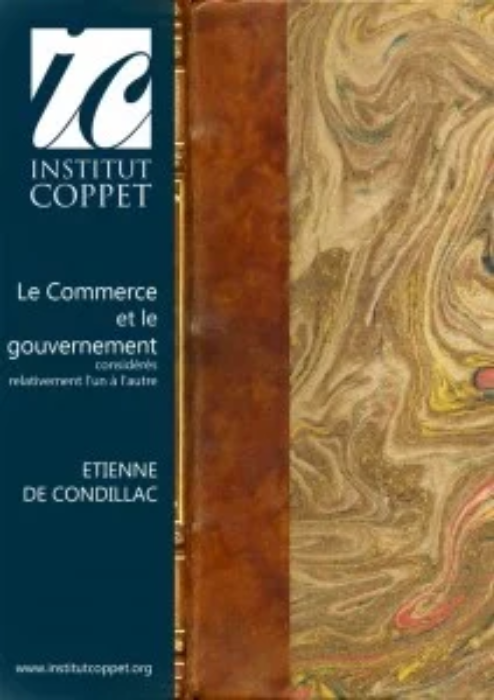 ic
INSTITUT
COPPET
Le Commerce
et le
gouvernement
considérés
relativement l'un à l'autre
ETIENNE
DE CONDILLAC
www.institutcoppet.org